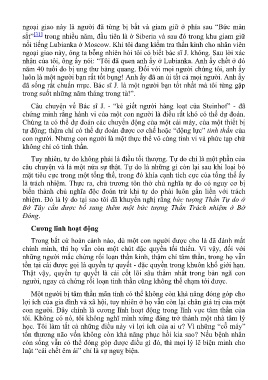 ngoại giao này là người đã từng bị bắt và giam giữ ở phía sau “Bức màn
sắt”[31] trong nhiều năm, đầu tiên là ở Siberia và sau đó trong khu giam giữ
nổi tiếng Lubianka ở Moscow. Khi tôi đang kiểm tra thần kinh cho nhân viên
ngoại giao này, ông ta bỗng nhiên hỏi tôi có biết bác sĩ J. không. Sau lời xác
nhận của tôi, ông ấy nói: “Tôi đã quen anh ấy ở Lubianka. Anh ấy chết ở đó
năm 40 tuổi do bị ung thư bàng quang. Đối với mọi người chúng tôi, anh ấy
luôn là một người bạn rất tốt bụng! Anh ấy đã an ủi tất cả mọi người. Anh ấy
đã sống rất chuẩn mực. Bác sĩ J. là một người bạn tốt nhất mà tôi từng gặp
trong suốt những năm tháng trong tù!”.
Câu chuyện về Bác sĩ J. - “kẻ giết người hàng loạt của Steinhof” - đã
chứng minh rằng hành vi của một con người là điều rất khó có thể dự đoán.
Chúng ta có thể dự đoán các chuyển động của một cái máy, của một thiết bị
tự động; thậm chí có thể dự đoán được cơ chế hoặc “động lực” tinh thần của
con người. Nhưng con người là một thực thể vô cùng tinh vi và phức tạp chứ
không chỉ có tinh thần.
Tuy nhiên, tự do không phải là điều tối thượng. Tự do chỉ là một phần của
câu chuyện và là một nửa sự thật. Tự do là những gì còn lại sau khi loại bỏ
mặt tiêu cực trong một tổng thể, trong đó khía cạnh tích cực của tổng thể ấy
là trách nhiệm. Thực ra, chủ trương tôn thờ chủ nghĩa tự do có nguy cơ bị
biến thành chủ nghĩa độc đoán trừ khi tự do phải luôn gắn liền với trách
nhiệm. Đó là lý do tại sao tôi đã khuyến nghị rằng bức tượng Thần Tự do ở
Bờ Tây cần được bổ sung thêm một bức tượng Thần Trách nhiệm ở Bờ
Đông.
Cương lĩnh hoạt động
Trong bất cứ hoàn cảnh nào, dù một con người được cho là đã đánh mất
chính mình, thì họ vẫn còn một chút đặc quyền tối thiểu. Vì vậy, đối với
những người mắc chứng rối loạn thần kinh, thậm chí tâm thần, trong họ vẫn
tồn tại cái được gọi là quyền tự quyết - đặc quyền trong khuôn khổ giới hạn.
Thật vậy, quyền tự quyết là cái cốt lõi sâu thẳm nhất trong bản ngã con
người, ngay cả chứng rối loạn tinh thần cũng không thể chạm tới được.
Một người bị tâm thần mãn tính có thể không còn khả năng đóng góp cho
lợi ích của gia đình và xã hội, tuy nhiên ở họ vẫn còn lại chân giá trị của một
con người. Đây chính là cương lĩnh hoạt động trong lĩnh vực tâm thần của
tôi. Không có nó, tôi không nghĩ mình xứng đáng trở thành một nhà tâm lý
học. Tôi làm tất cả những điều này vì lợi ích của ai ư? Vì những “cỗ máy”
tổn thương não vốn không còn khả năng phục hồi kia sao? Nếu bệnh nhân
còn sống vẫn có thể đóng góp được điều gì đó, thì mọi lý lẽ biện minh cho
luật “cái chết êm ái” chỉ là sự ngụy biện.